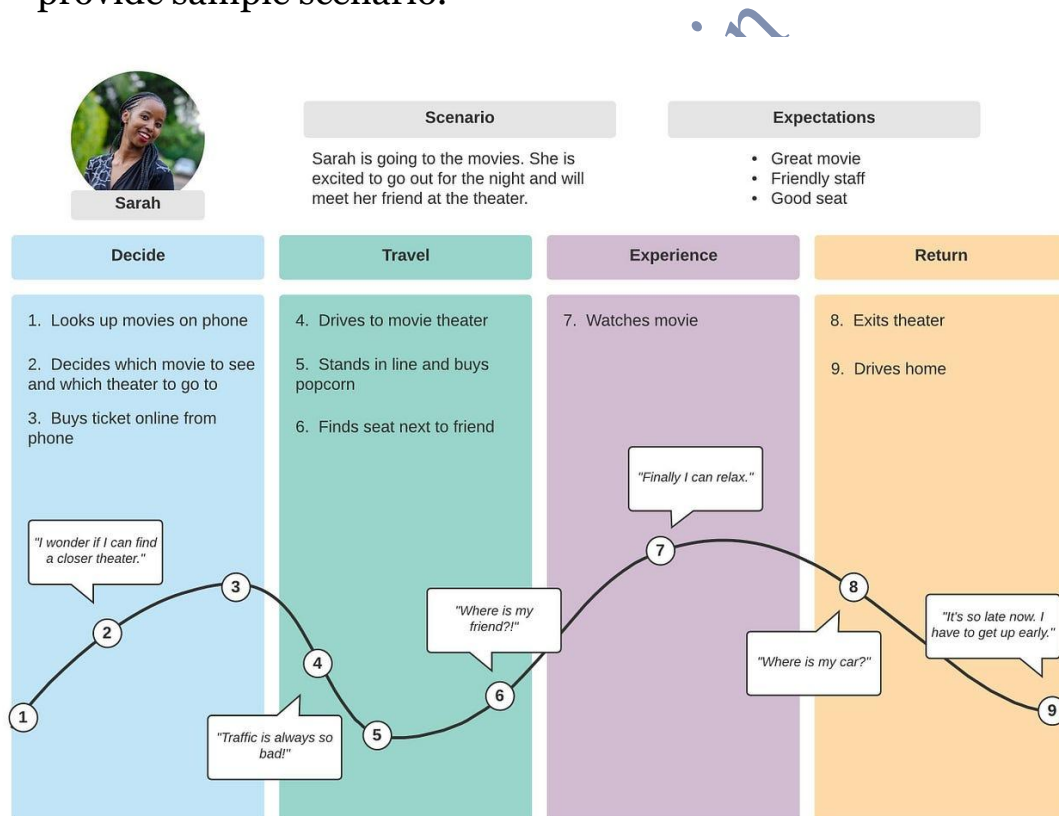 provide sample scenario.
in
Scenario
Expectations
Sarah is going to the movies. She is
excited to go out for the night and will
meet her friend at the theater.
• Great movie
• Friendly staff
• Good seat
Sarah
Decide
Travel
Experience
Return
1. Looks up movies on phone
2. Decides which movie to see
and which theater to go to
3. Buys ticket online from
phone
4. Drives to movie theater
5. Stands in line and buys
popcorn
6. Finds seat next to friend
7. Watches movie
8. Exits theater
9. Drives home
"I wonder if I can find
a closer theater."
"Traffic is always so
bad!"
"Where is my
friend?!"
"Finally I can relax."
"Where is my car?"
"It's so late now. I
have to get up early."
1
2
3
4
5
6
7
8
9